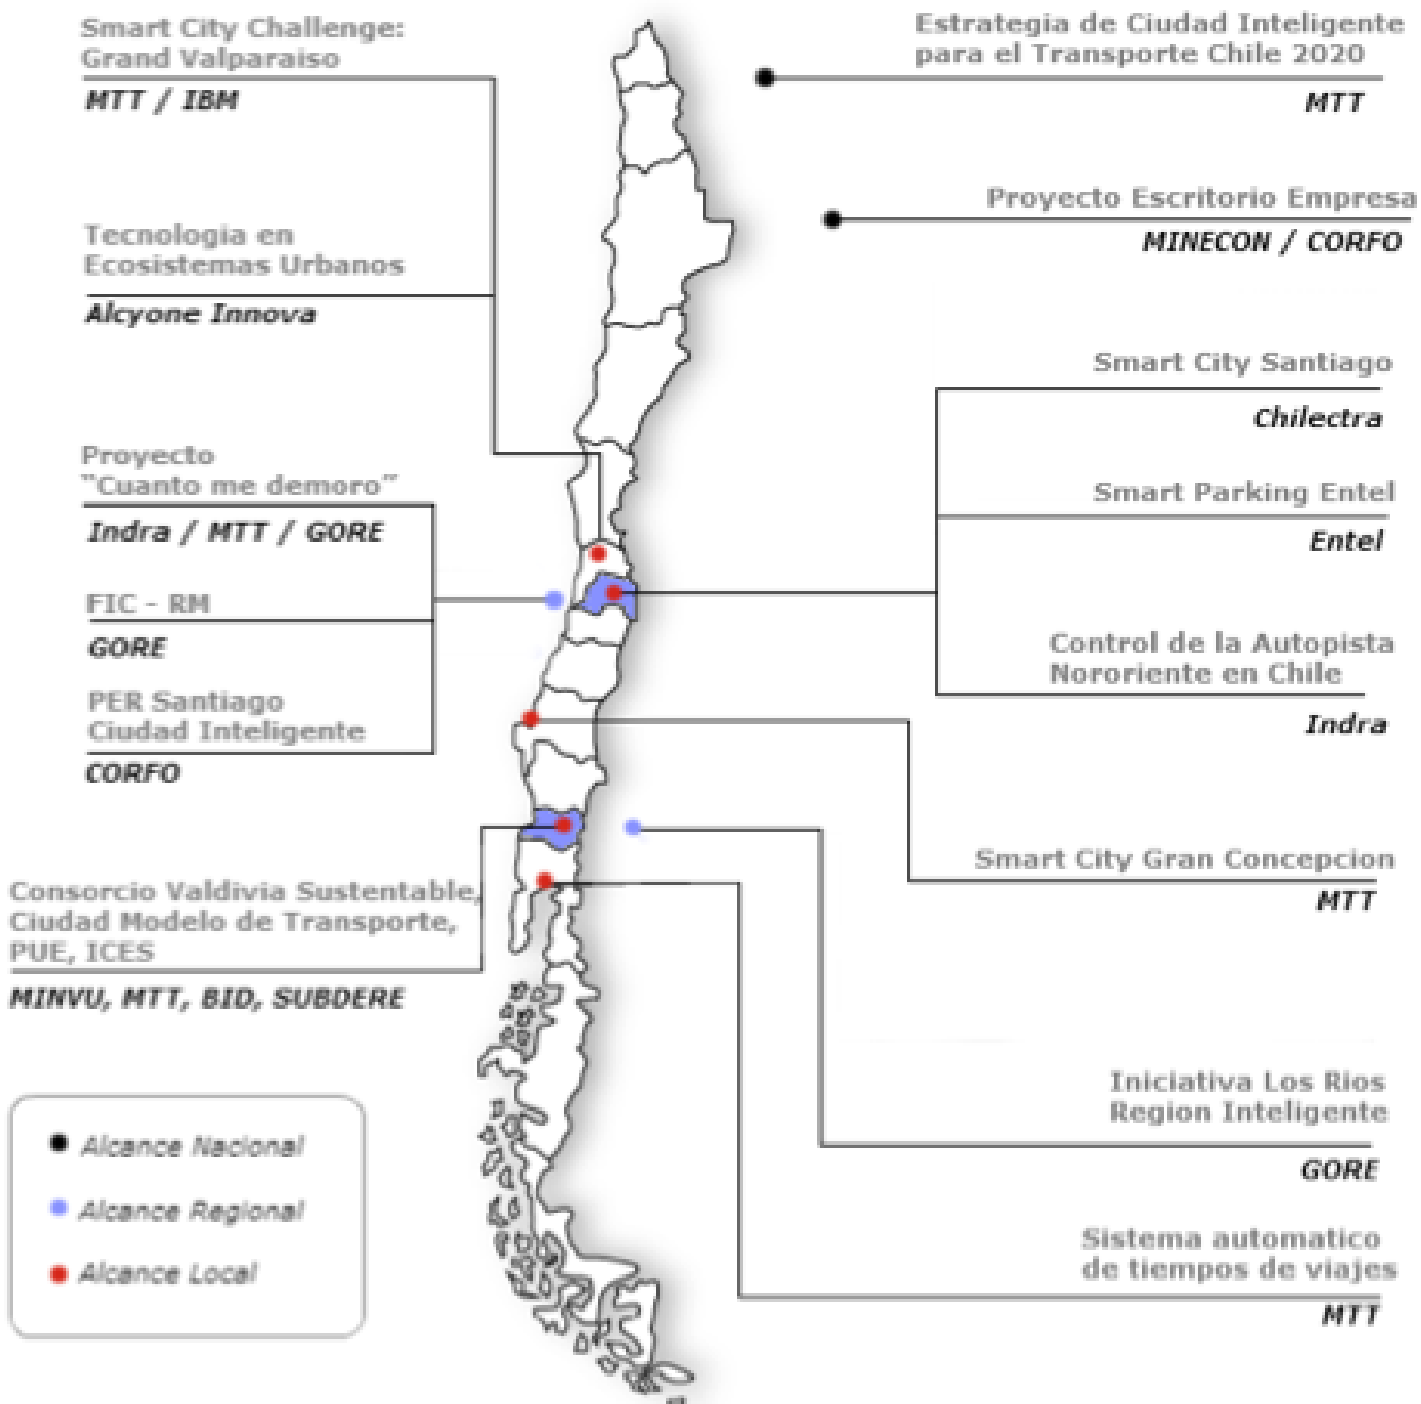 Smart City Challenge:
Grand Valparaiso
MTT / IBM
Tecnologia en
Ecosistemas Urbanos
Alcyone Innova
Proyecto
"Cuanto me demoro"
Indra / MTT / GORE
FIC - RM
GORE
PER Santiago
Ciudad Inteligente
CORFO
Consorcio Valdivia Sustentable,
Ciudad Modelo de Transporte,
PUE, ICES
MINVU, MTT, BID, SUBDERE
Alcance Nacional
Alcance Regional
Alcance Local
Estrategia de Ciudad Inteligente
para el Transporte Chile 2020
MTT
Proyecto Escritorio Empresa
MINECON / CORFO
Smart City Santiago
Chilectra
Smart Parking Entel
Entel
Control de la Autopista
Nororiente en Chile
Indra
Smart City Gran Concepcion
MTT
Iniciativa Los Rios
Region Inteligente
GORE
Sistema automatico
de tiempos de viajes
MTT